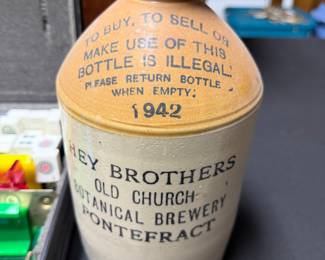 TO BUY, TO SELL OR
MAKE USE OF THIS
BOTTLE IS ILLEGAL.
PLEASE RETURN BOTTLE
WHEN EMPTY.
1942
HEY BROTHERS
OLD CHURCH
BOTANICAL BREWERY
PONTEFRACT